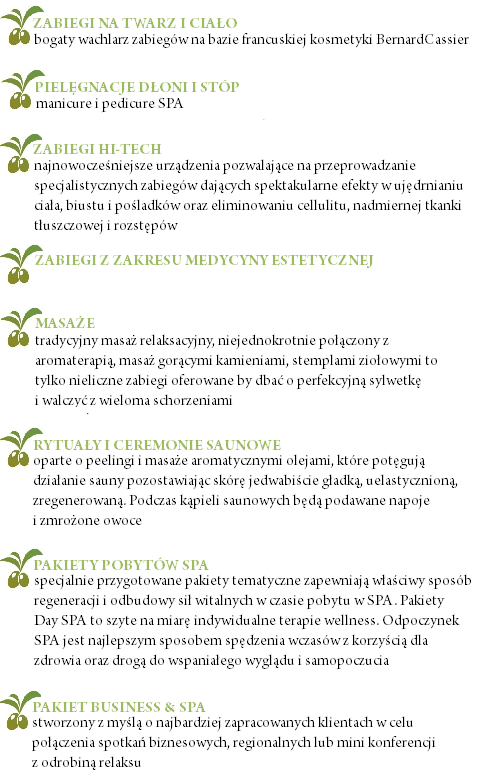 ZABIEGI NA TWARZ I CIAŁO
bogaty wachlarz zabiegów na bazie francuskiej kosmetyki BernardCassier
PIELĘGNACJE DŁONI I STÓP
manicure i pedicure SPA
ZABIEGI HI-TECH
najnowocześniejsze urządzenia pozwalające na przeprowadzanie
specjalistycznych zabiegów dających spektakularne efekty w ujędrnianiu
ciała, biustu i pośladków oraz eliminowaniu cellulitu, nadmiernej tkanki
tłuszczowej i rozstępów
ZABIEGI Z ZAKRESU MEDYCYNY ESTETYCZNEJ
MASAŻE
tradycyjny masaż relaksacyjny, niejednokrotnie połączony z
aromaterapią, masaż gorącymi kamieniami, stemplami ziołowymi to
tylko nieliczne zabiegi oferowane by dbać o perfekcyjną sylwetkę
i walczyć z wieloma schorzeniami
RYTUAŁY I CEREMONIE SAUNOWE
oparte o peelingi i masaże aromatycznymi olejami, które potęgują
działanie sauny pozostawiając skórę jedwabiście gładką, uelastycznioną,
zregenerowaną. Podczas kąpieli saunowych będą podawane napoje
i zmrożone owoce
PAKIETY POBYTÓW SPA
specjalnie przygotowane pakiety tematyczne zapewniają właściwy sposób
regeneracji i odbudowy sił witalnych w czasie pobytu w SPA. Pakiety
Day SPA to szyte na miarę indywidualne terapie wellness. Odpoczynek
SPA jest najlepszym sposobem spędzenia wczasów z korzyścią dla
zdrowia oraz drogą do wspaniałego wyglądu i samopoczucia
PAKIET BUSINESS & SPA
stworzony z myślą o najbardziej zapracowanych klientach w celu
połączenia spotkań biznesowych, regionalnych lub mini konferencji
z odrobiną relaksu